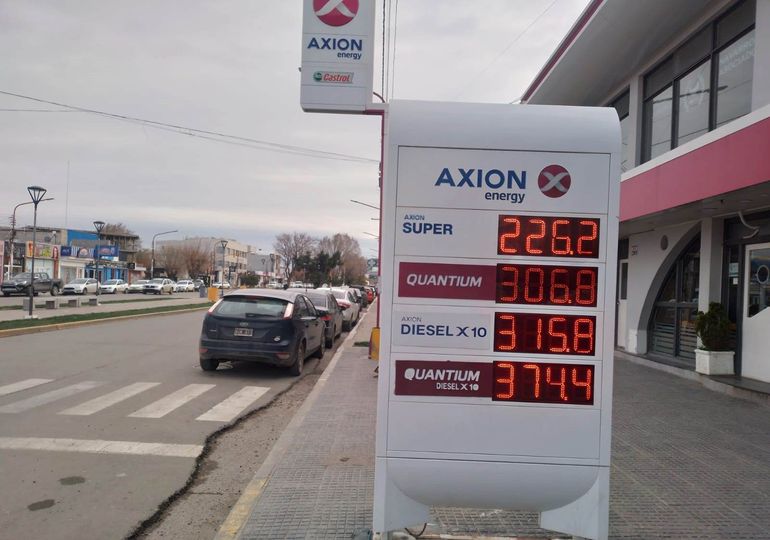 AXION
energy
Castrol
AXION
energy
AXION
SUPER
226.2
QUANTIUM
306.8
AXION
DIESEL X10
315.8
QUANTIUM
DIESEL X10
374.4